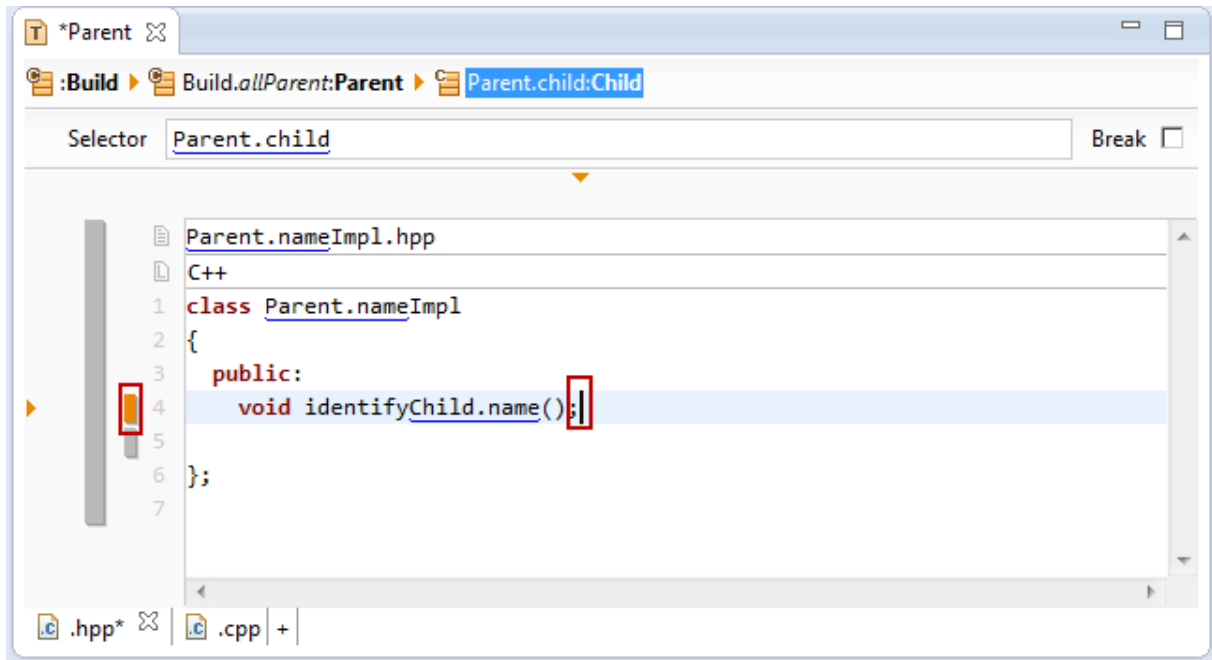 T *Parent
:Build Build.allParent:Parent Parent.child:Child
Selector Parent.child Break
Parent.nameImpl.hpp
C++
1 class Parent.nameImpl
2 {
3 public:
4 void identifyChild.name();
5
6 };
7
.c .hpp* .c .cpp +